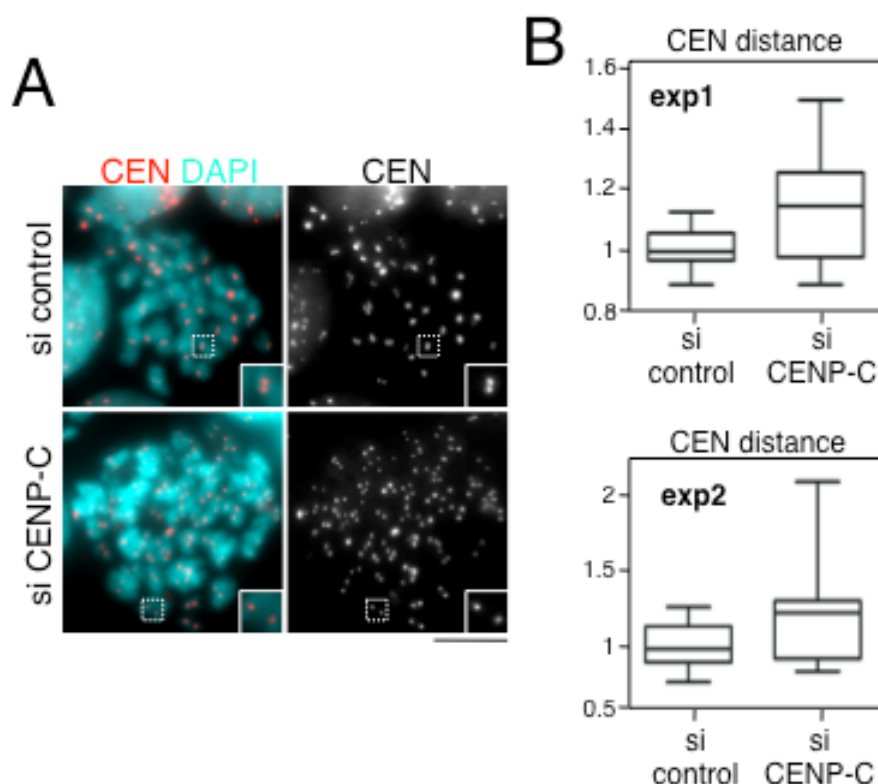 A
CEN DAPI
CEN
si control
si CENP-C
B
CEN distance
1.6
exp1
1.4
1.2
1
0.8
si
control
si
CENP-C
CEN distance
2
exp2
1.5
1
0.5
si
control
si
CENP-C